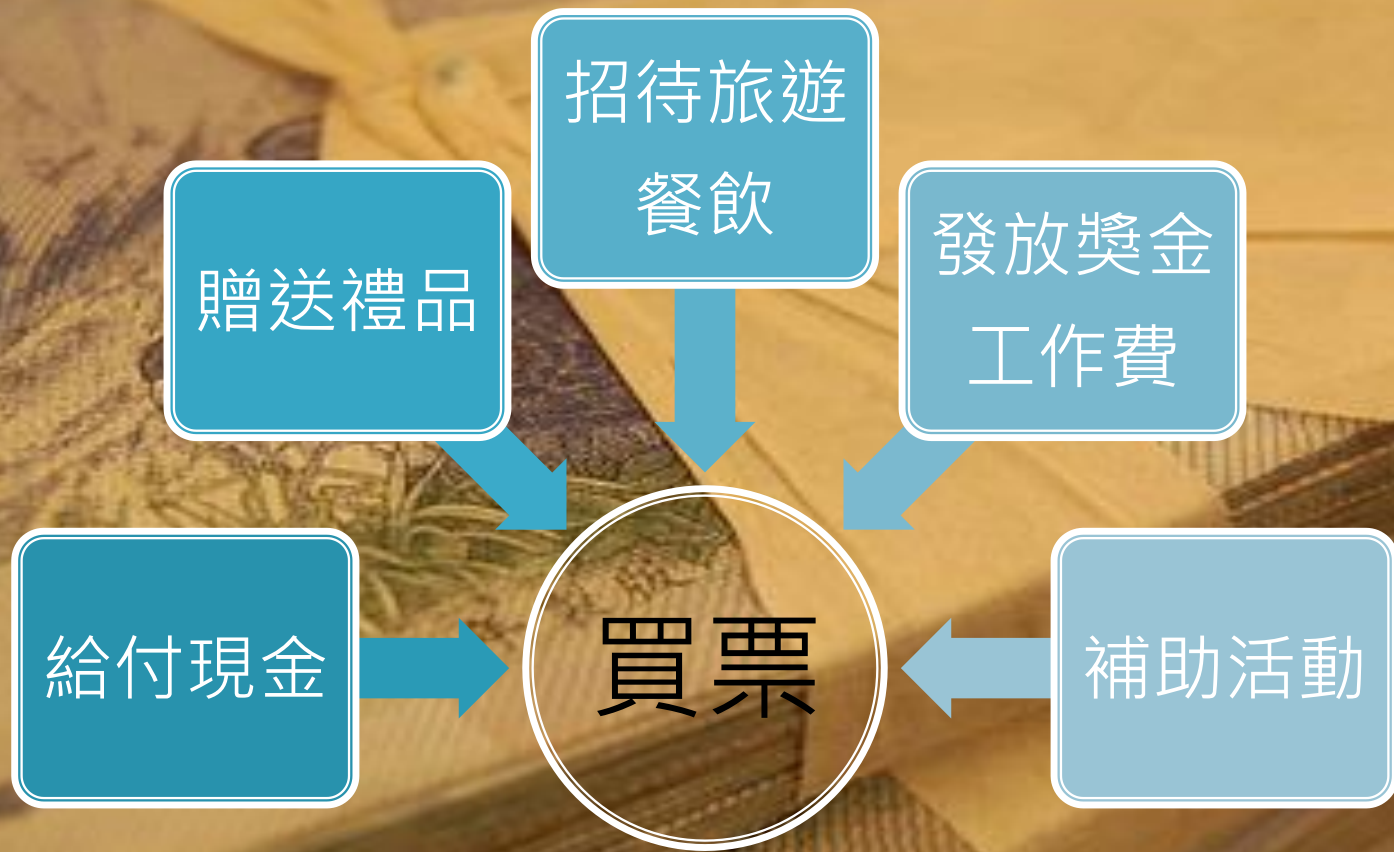 招待旅遊
餐飲
贈送禮品
發放獎金
工作費
給付現金
買票
補助活動